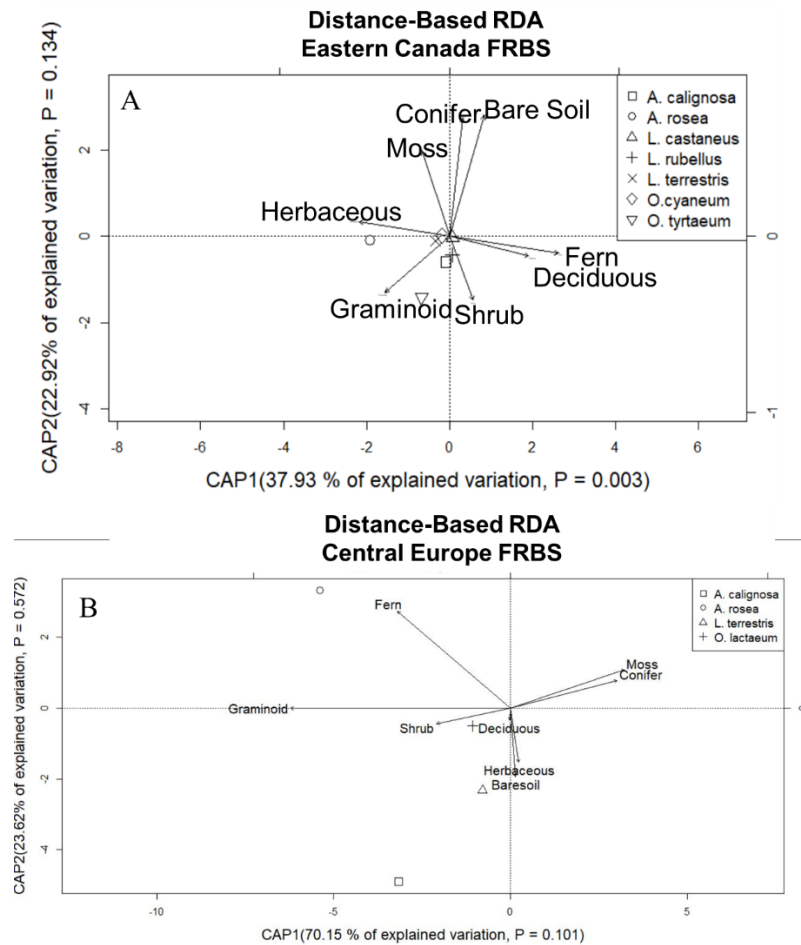 Distance-Based RDA
Eastern Canada FRBS
A
CAP2(22.92% of explained variation, P = 0.134)
2
0
-2
-4
Conifer
Bare Soil
Moss
Herbaceous
Fern
Deciduous
Graminoid
Shrub
A. calignosa
A. rosea
L. castaneus
L. rubellus
L. terrestris
O.cyaneum
O. tyrtaeum
0
-1
-8
-6
-4
-2
0
2
4
6
CAP1(37.93 % of explained variation, P = 0.003)
Distance-Based RDA
Central Europe FRBS
B
CAP2(23.62% of explained variation, P = 0.572)
2
0
-2
-4
Fern
Moss
Conifer
Graminoid
Shrub
Deciduous
Herbaceous
Baresoil
A. calignosa
A. rosea
L. terrestris
O. lactaeum
-10
-5
0
5
CAP1(70.15 % of explained variation, P = 0.101)